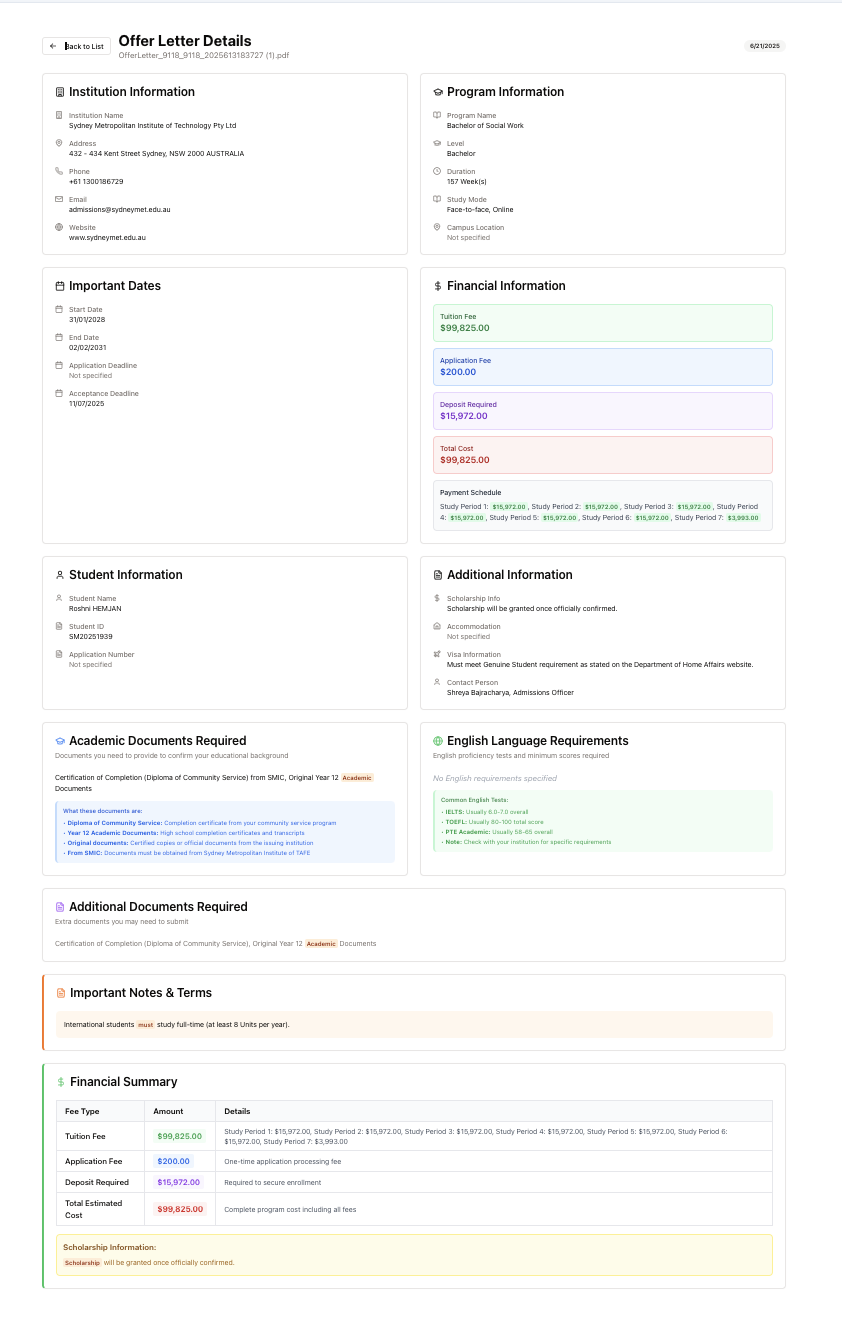 Back to List
Offer Letter Details
OfferLetter_9118_9118_2025613183727 (1).pdf
6/21/2025
Institution Information
Institution Name
Sydney Metropolitan Institute of Technology Pty Ltd
Address
432 - 434 Kent Street Sydney, NSW 2000 AUSTRALIA
Phone
+61 1300186729
Email
admissions@sydneymet.edu.au
Website
www.sydneymet.edu.au
Program Information
Program Name
Bachelor of Social Work
Level
Bachelor
Duration
157 Week(s)
Study Mode
Face-to-face, Online
Campus Location
Not specified
Important Dates
Start Date
31/01/2028
End Date
02/02/2031
Application Deadline
Not specified
Acceptance Deadline
11/07/2025
Financial Information
Tuition Fee
$99,825.00
Application Fee
$200.00
Deposit Required
$15,972.00
Total Cost
$99,825.00
Payment Schedule
Study Period 1: $15,972.00, Study Period 2: $15,972.00, Study Period 3: $15,972.00, Study Period
4: $15,972.00, Study Period 5: $15,972.00, Study Period 6: $15,972.00, Study Period 7: $3,993.00
Student Information
Student Name
Roshni HEMJAN
Student ID
SM20251939
Application Number
Not specified
Additional Information
Scholarship Info
Scholarship will be granted once officially confirmed.
Accommodation
Not specified
Visa Information
Must meet Genuine Student requirement as stated on the Department of Home Affairs website.
Contact Person
Shreya Bajracharya, Admissions Officer
Academic Documents Required
Documents you need to provide to confirm your educational background
Certification of Completion (Diploma of Community Service) from SMIC, Original Year 12 Academic
Documents
What these documents are:
• Diploma of Community Service: Completion certificate from your community service program
• Year 12 Academic Documents: High school completion certificates and transcripts
• Original documents: Certified copies or official documents from the issuing institution
• From SMIC: Documents must be obtained from Sydney Metropolitan Institute of TAFE
English Language Requirements
English proficiency tests and minimum scores required
No English requirements specified
Common English Tests:
• IELTS: Usually 6.0-7.0 overall
• TOEFL: Usually 80-100 total score
• PTE Academic: Usually 58-65 overall
• Note: Check with your institution for specific requirements
Additional Documents Required
Extra documents you may need to submit
Certification of Completion (Diploma of Community Service), Original Year 12 Academic Documents
Important Notes & Terms
International students must study full-time (at least 8 Units per year).
Financial Summary
Fee Type Amount Details
Tuition Fee $99,825.00 Study Period 1: $15,972.00, Study Period 2: $15,972.00, Study Period 3: $15,972.00, Study Period 4: $15,972.00, Study Period 5: $15,972.00, Study Period 6:
$15,972.00, Study Period 7: $3,993.00
Application Fee $200.00 One-time application processing fee
Deposit Required $15,972.00 Required to secure enrollment
Total Estimated
Cost $99,825.00 Complete program cost including all fees
Scholarship Information:
Scholarship will be granted once officially confirmed.